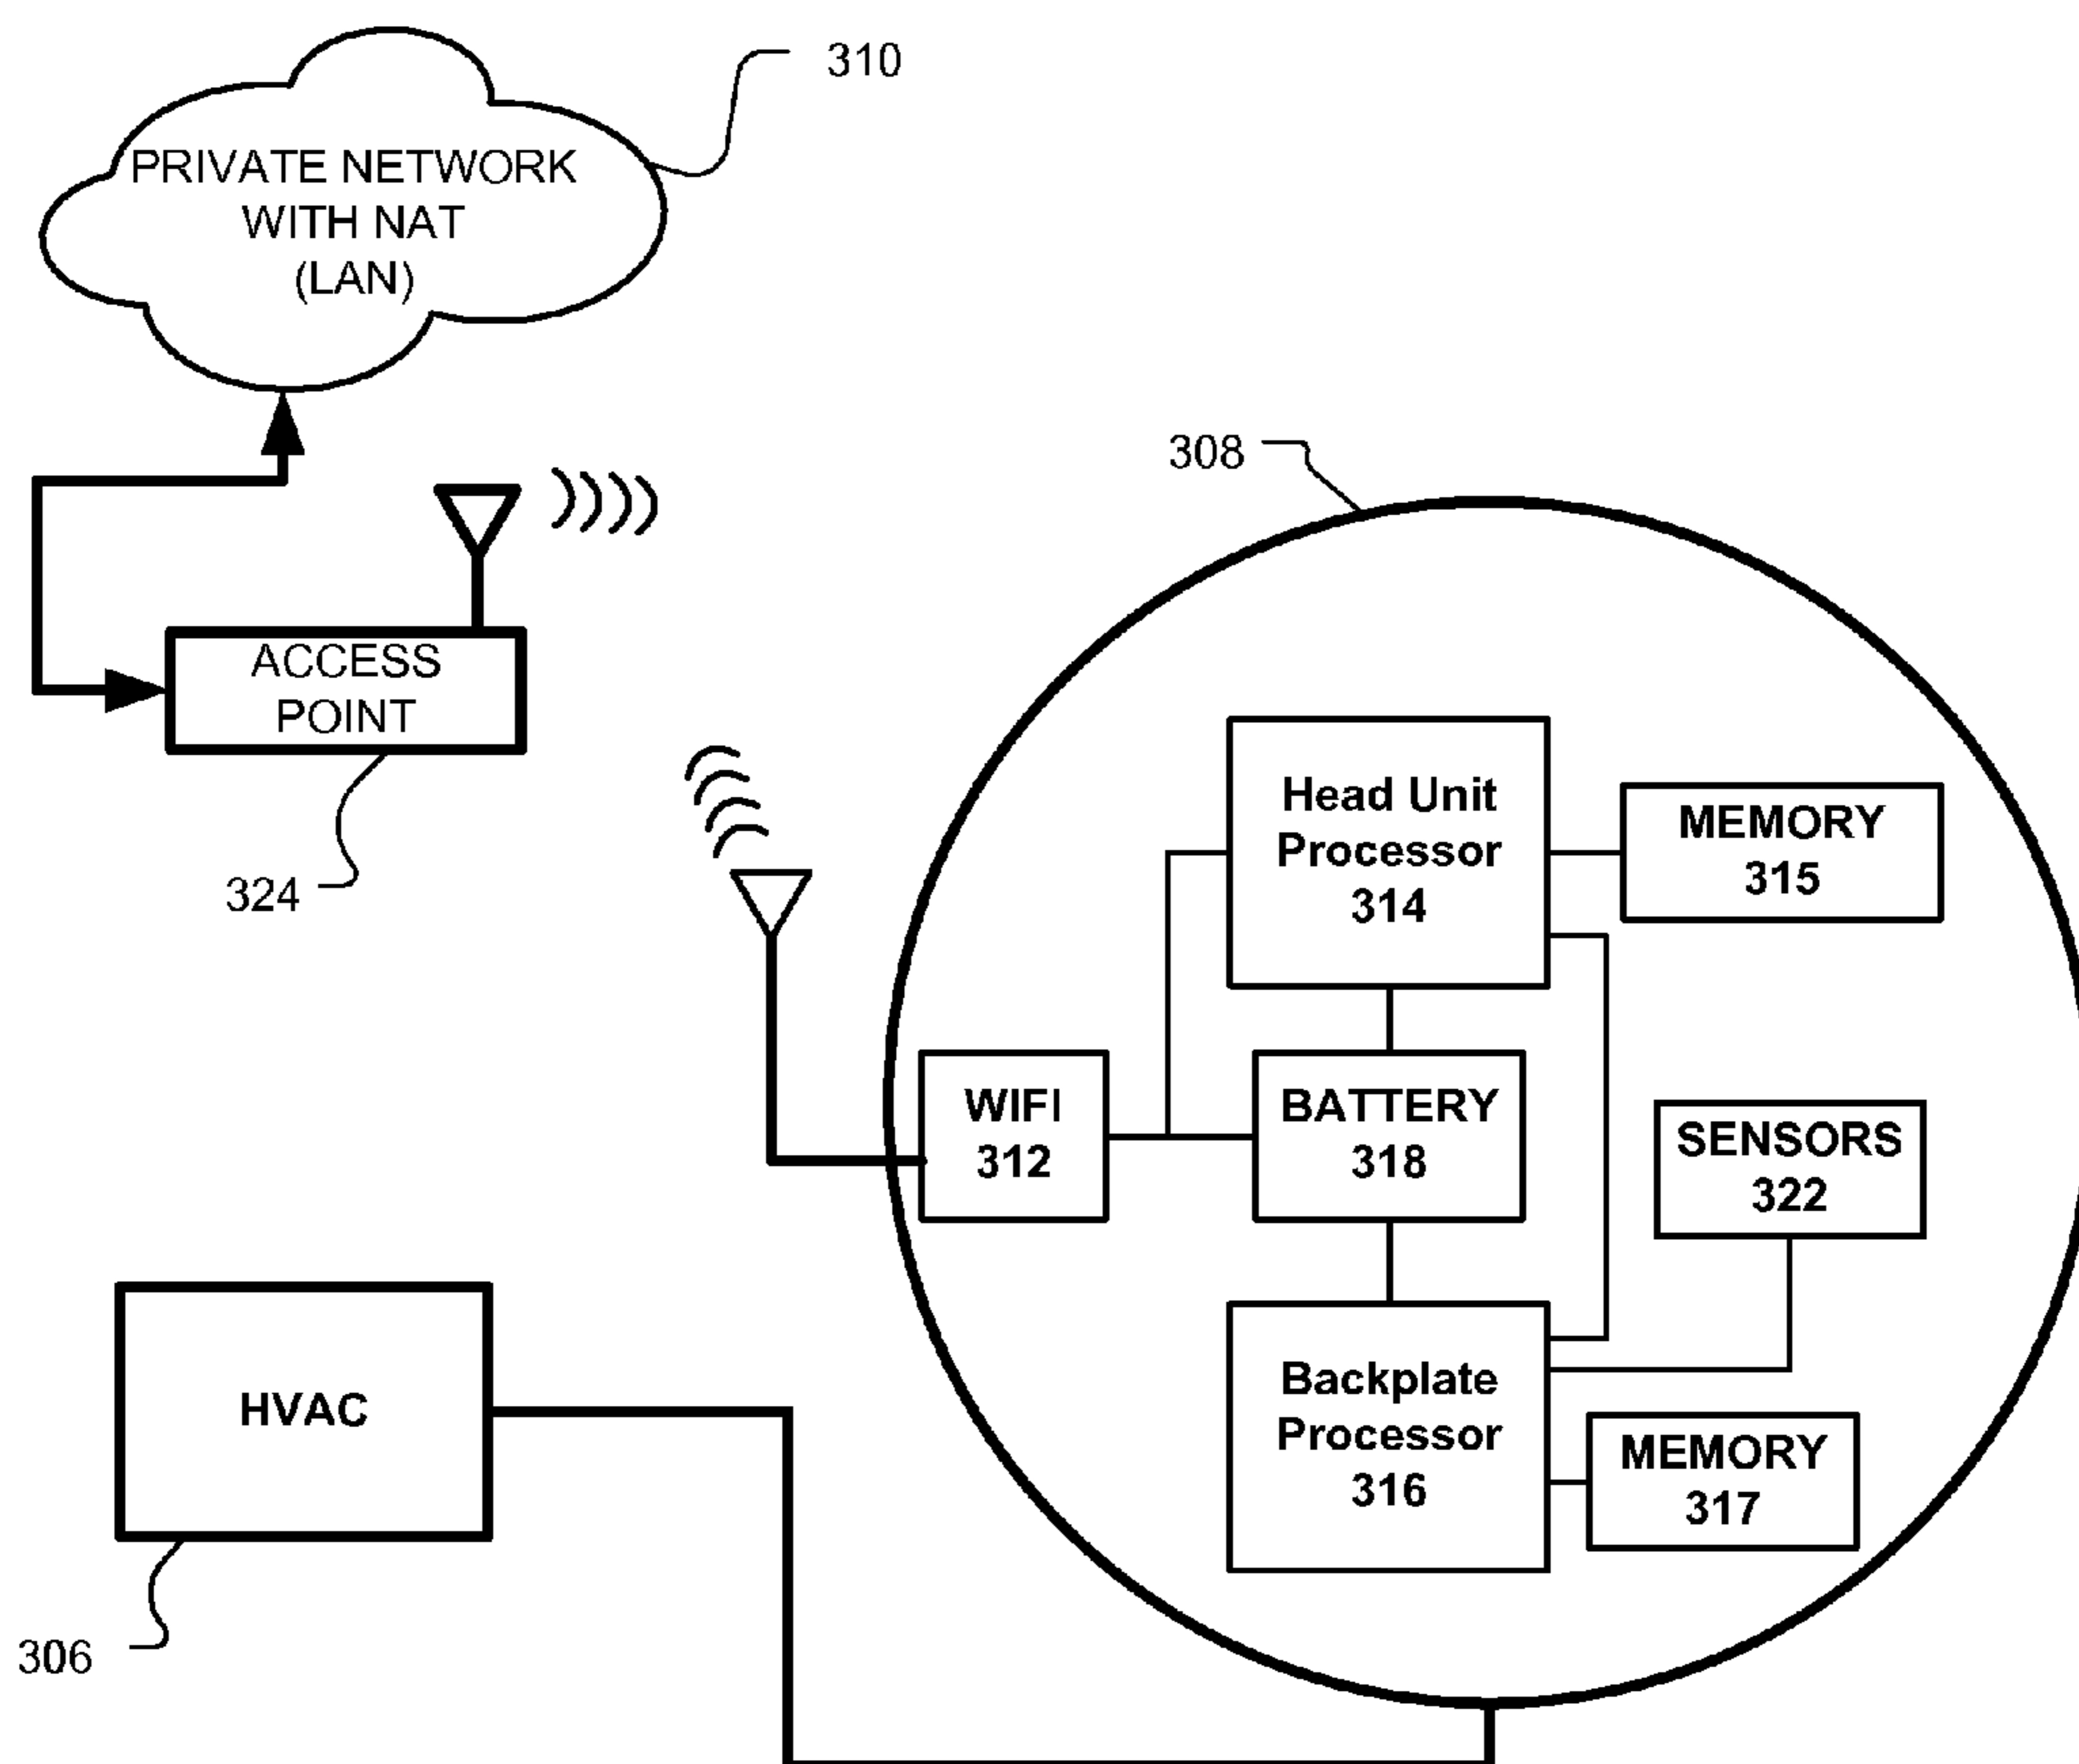 310
PRIVATE NETWORK
WITH NAT
(LAN)
308
ACCESS
POINT
324
Head Unit
Processor
314
MEMORY
315
WIFI
312
BATTERY
318
SENSORS
322
HVAC
306
Backplate
Processor
316
MEMORY
317